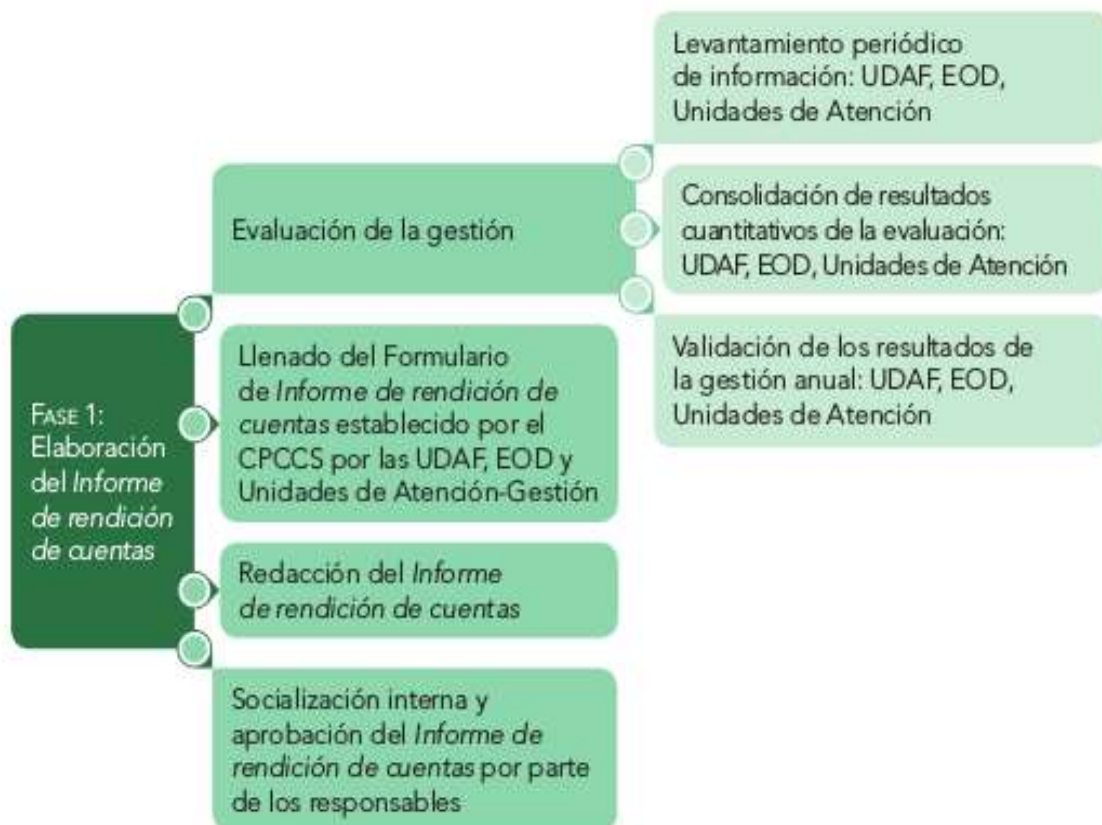 FASE 1:
Elaboración
del Informe
de rendición
de cuentas
Evaluación de la gestión
Levantamiento periódico
de información: UDAF, EOD,
Unidades de Atención
Consolidación de resultados
cuantitativos de la evaluación:
UDAF, EOD, Unidades de Atención
Validación de los resultados de
la gestión anual: UDAF, EOD,
Unidades de Atención
Llenado del Formulario
de Informe de rendición de
cuentas establecido por el
CPCCS por las UDAF, EOD y
Unidades de Atención-Gestión
Redacción del Informe
de rendición de cuentas
Socialización interna y
aprobación del Informe de
rendición de cuentas por parte
de los responsables